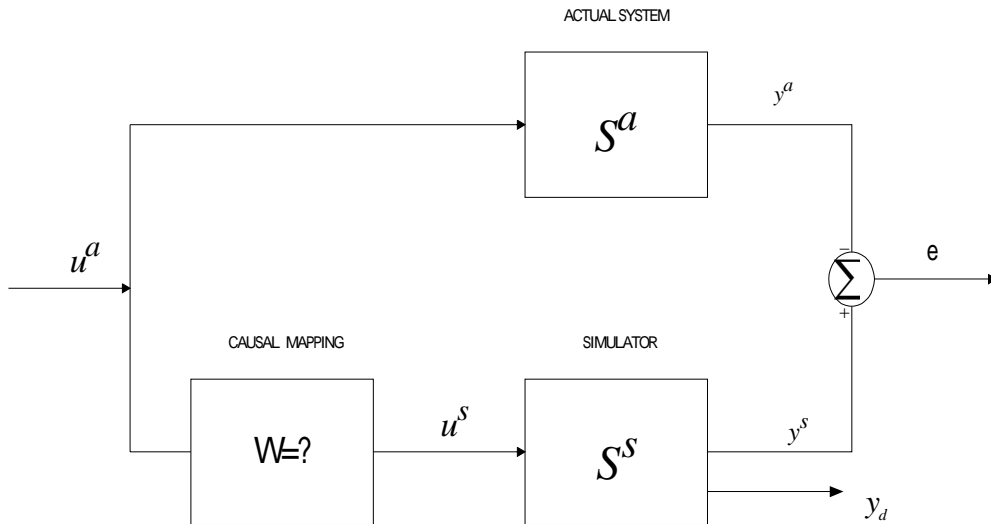 ACTUAL SYSTEM
y^a
S^a
−
e
u^a
Σ
+
CAUSAL MAPPING
SIMULATOR
u^s
y^s
W=?
S^s
y_d